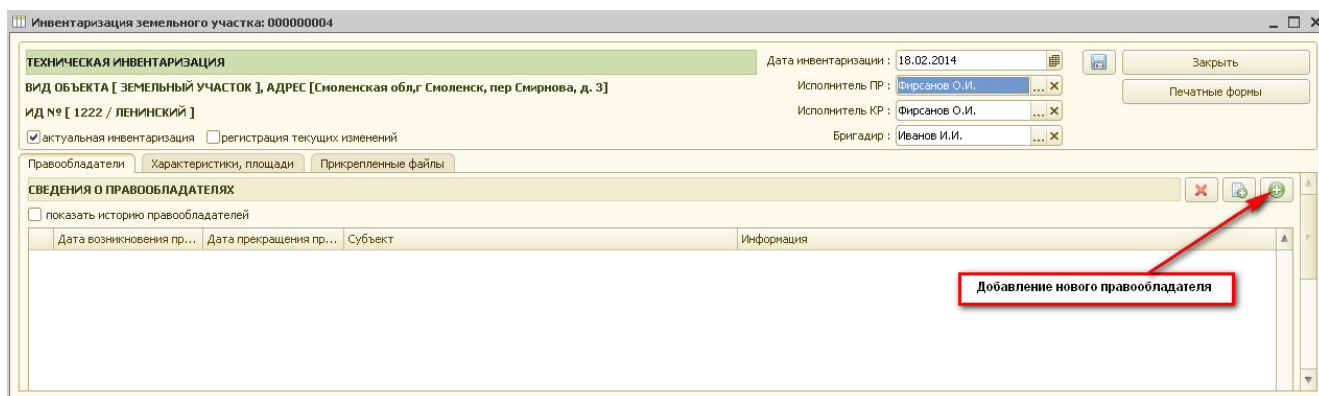 Инвентаризация земельного участка: 000000004
ТЕХНИЧЕСКАЯ ИНВЕНТАРИЗАЦИЯ
Дата инвентаризации : 18.02.2014
Закрыть
ВИД ОБЪЕКТА [ ЗЕМЕЛЬНЫЙ УЧАСТОК ], АДРЕС [Смоленская обл,г Смоленск, пер Смирнова, д. 3]
Исполнитель ПР : Фирсанов О.И. ...
Печатные формы
ИД № [ 1222 / ЛЕНИНСКИЙ ]
Исполнитель КР : Фирсанов О.И. ...
актуальная инвентаризация регистрация текущих изменений
Бригадир : Иванов И.И. ...
Правообладатели Характеристики, площади Прикрепленные файлы
СВЕДЕНИЯ О ПРАВООБЛАДАТЕЛЯХ
показать историю правообладателей
Дата возникновения пр... Дата прекращения пр... Субъект Информация
Добавление нового правообладателя